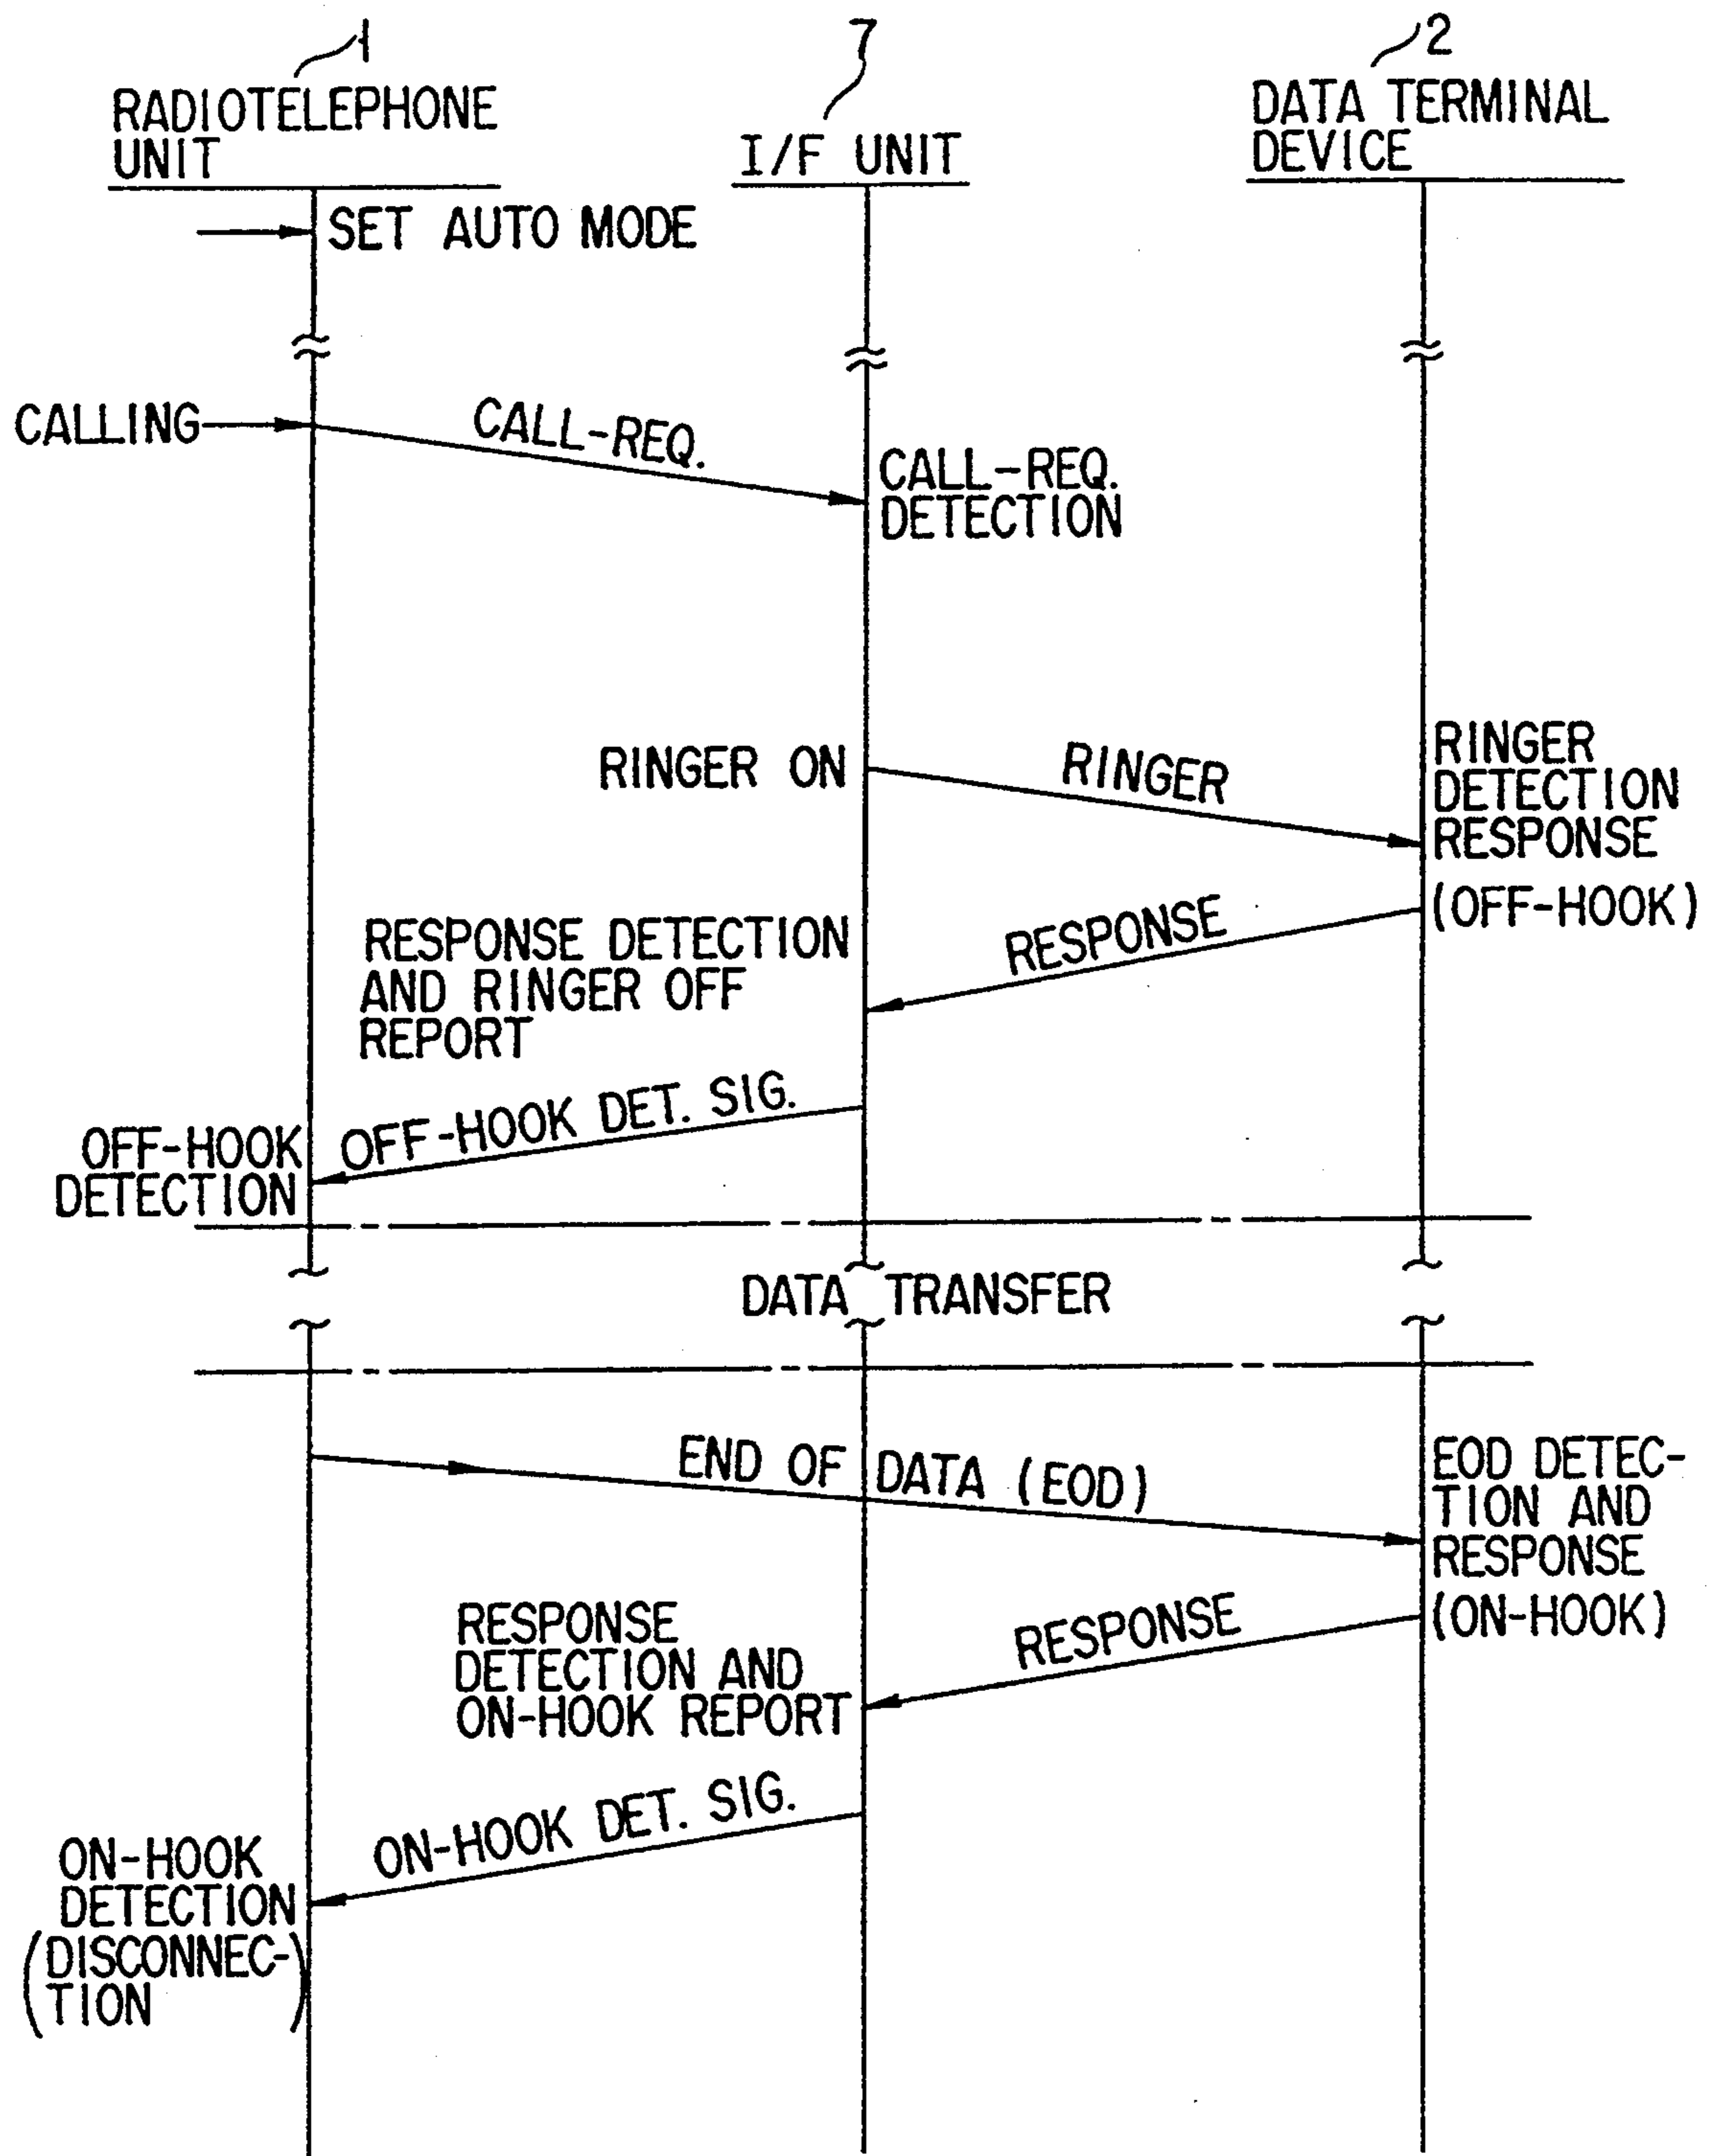 1
7
2
RADIOTELEPHONE
UNIT
I/F UNIT
DATA TERMINAL
DEVICE
SET AUTO MODE
CALLING
CALL-REQ.
CALL-REQ.
DETECTION
RINGER ON
RINGER
RINGER
DETECTION
RESPONSE
(OFF-HOOK)
RESPONSE
RESPONSE DETECTION
AND RINGER OFF
REPORT
OFF-HOOK DET. SIG.
OFF-HOOK
DETECTION
DATA TRANSFER
END OF DATA (EOD)
EOD DETEC-
TION AND
RESPONSE
(ON-HOOK)
RESPONSE
RESPONSE
DETECTION AND
ON-HOOK REPORT
ON-HOOK DET. SIG.
ON-HOOK
DETECTION
(DISCONNEC-
TION)